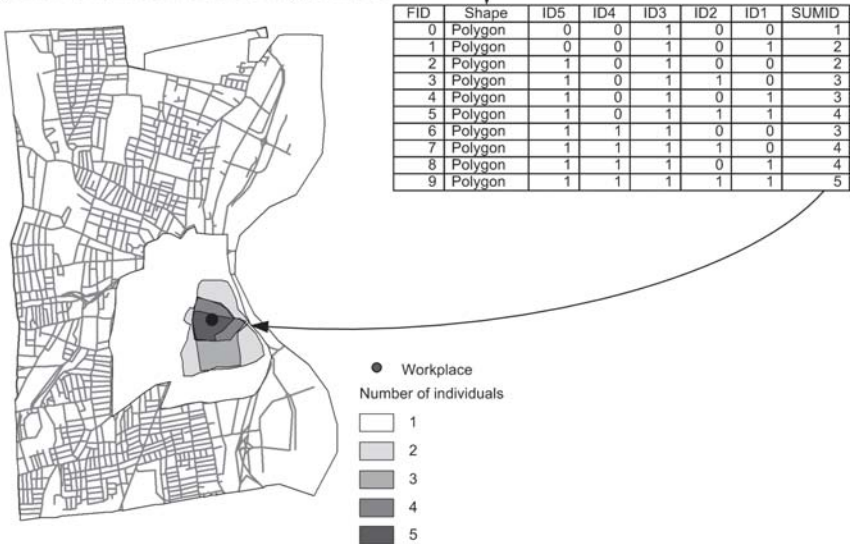 FID Shape ID5 ID4 ID3 ID2 ID1 SUMID
0 Polygon 0 0 1 0 0 1
1 Polygon 0 0 1 0 1 2
2 Polygon 1 0 1 0 0 2
3 Polygon 1 0 1 1 0 3
4 Polygon 1 0 1 0 1 3
5 Polygon 1 0 1 1 1 4
6 Polygon 1 1 1 0 0 3
7 Polygon 1 1 1 1 0 4
8 Polygon 1 1 1 0 1 4
9 Polygon 1 1 1 1 1 5
Workplace
Number of individuals
1
2
3
4
5